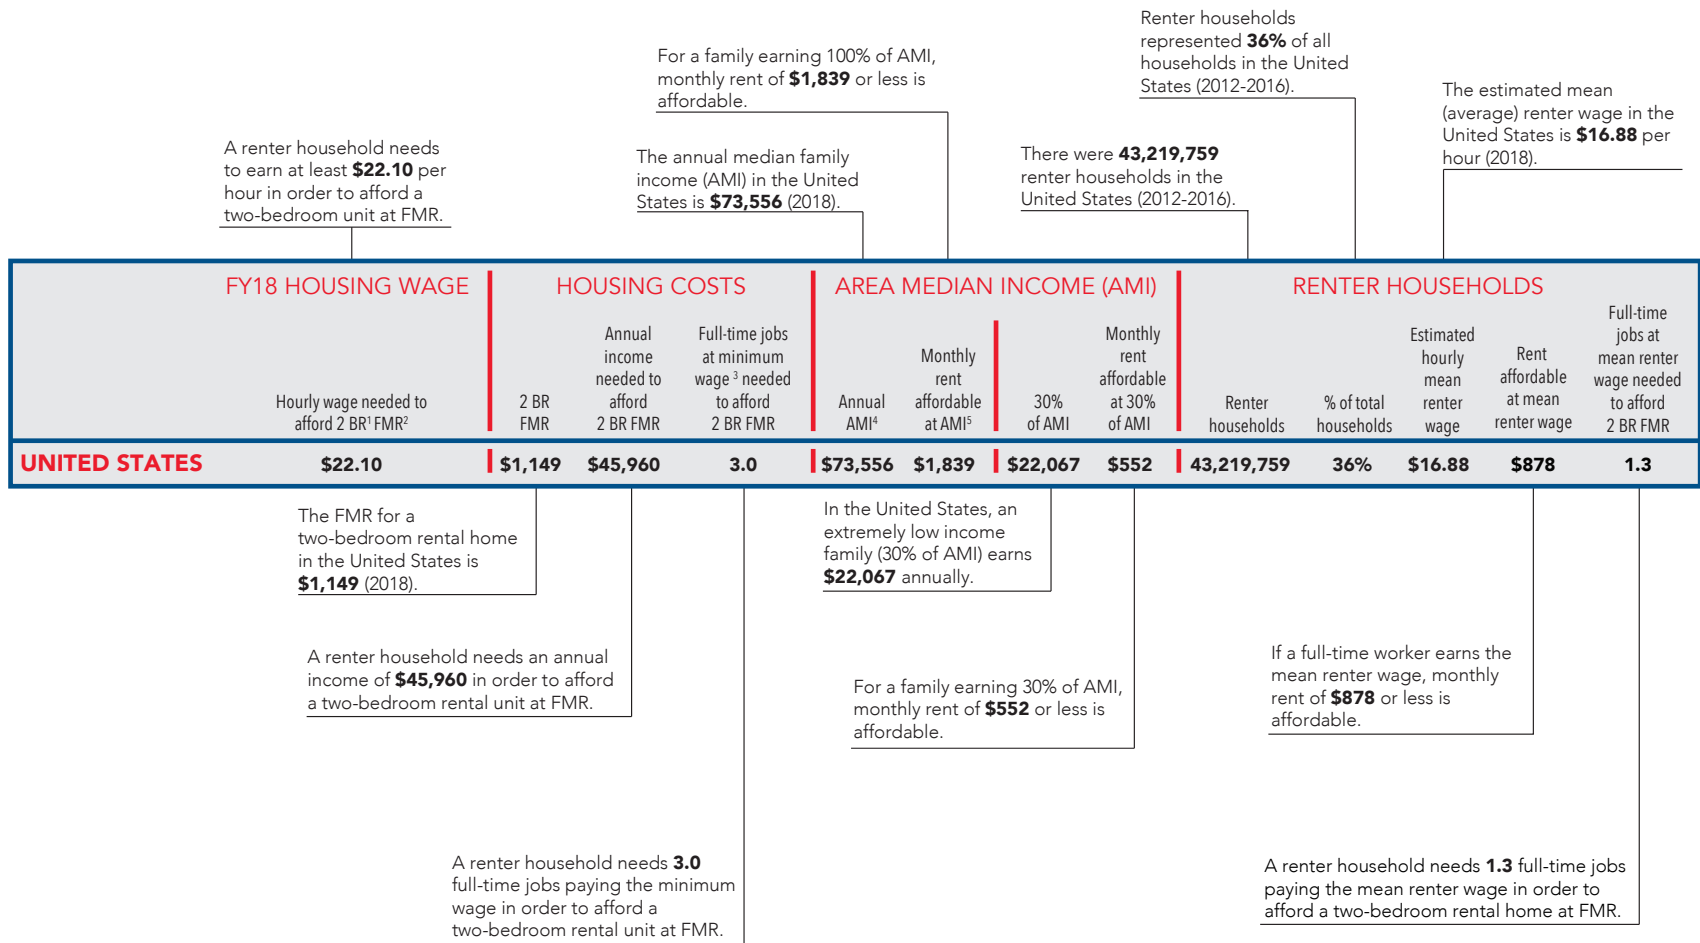 Renter households
represented 36% of all
households in the United
States (2012-2016).
For a family earning 100% of AMI,
monthly rent of $1,839 or less is
affordable.
The estimated mean
(average) renter wage in the
United States is $16.88 per
hour (2018).
A renter household needs
to earn at least $22.10 per
hour in order to afford a
two-bedroom unit at FMR.
The annual median family
income (AMI) in the United
States is $73,556 (2018).
There were 43,219,759
renter households in the
United States (2012-2016).
FY18 HOUSING WAGE
HOUSING COSTS
AREA MEDIAN INCOME (AMI)
RENTER HOUSEHOLDS
Hourly wage needed to
afford 2 BR¹ FMR²
2 BR
FMR
Annual
income
needed to
afford
2 BR FMR
Full-time jobs
at minimum
wage ³ needed
to afford
2 BR FMR
Annual
AMI⁴
Monthly
rent
affordable
at AMI⁵
30%
of AMI
Monthly
rent
affordable
at 30%
of AMI
Renter
households
% of total
households
Estimated
hourly
mean
renter
wage
Rent
affordable
at mean
renter wage
Full-time
jobs at
mean renter
wage needed
to afford
2 BR FMR
UNITED STATES $22.10 $1,149 $45,960 3.0 $73,556 $1,839 $22,067 $552 43,219,759 36% $16.88 $878 1.3
The FMR for a
two-bedroom rental home
in the United States is
$1,149 (2018).
In the United States, an
extremely low income
family (30% of AMI) earns
$22,067 annually.
A renter household needs an annual
income of $45,960 in order to afford
a two-bedroom rental unit at FMR.
For a family earning 30% of AMI,
monthly rent of $552 or less is
affordable.
If a full-time worker earns the
mean renter wage, monthly
rent of $878 or less is
affordable.
A renter household needs 3.0
full-time jobs paying the minimum
wage in order to afford a
two-bedroom rental unit at FMR.
A renter household needs 1.3 full-time jobs
paying the mean renter wage in order to
afford a two-bedroom rental home at FMR.